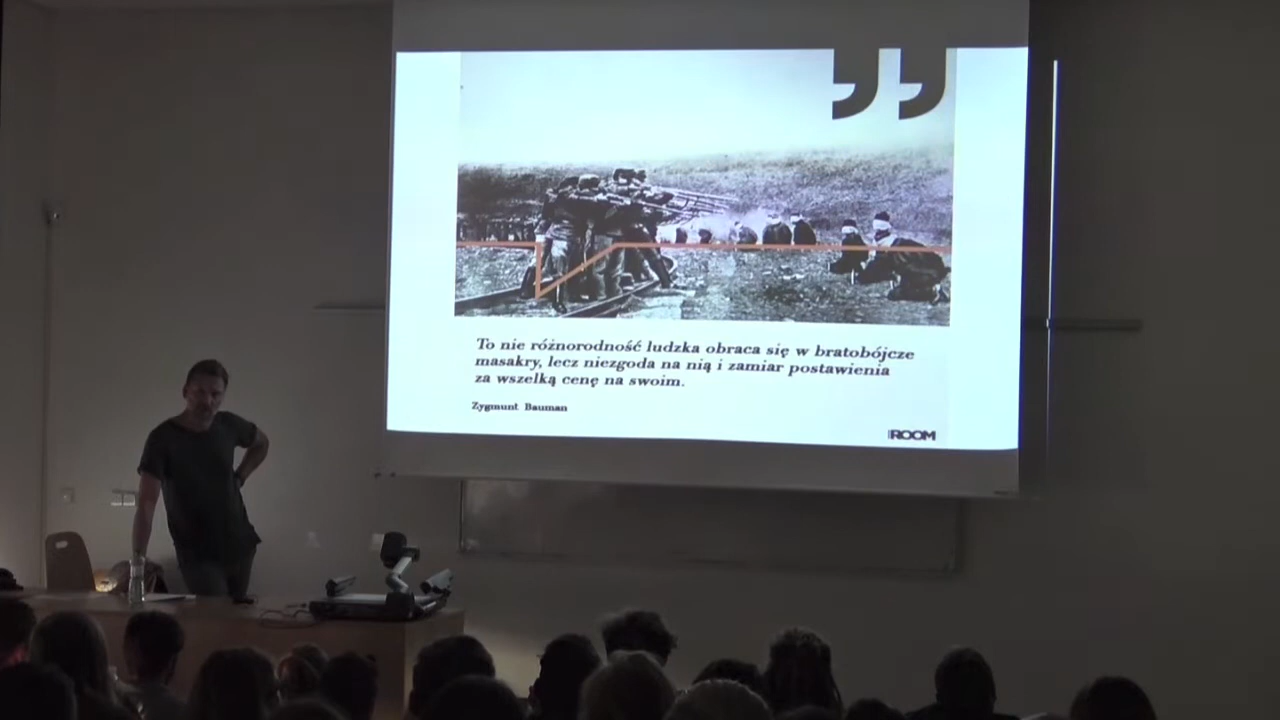 To nie różnorodność ludzka obraca się w bratobójcze
masakry, lecz niezgoda na nią i zamiar postawienia
za wszelką cenę na swoim.
Zygmunt Bauman
ROOM